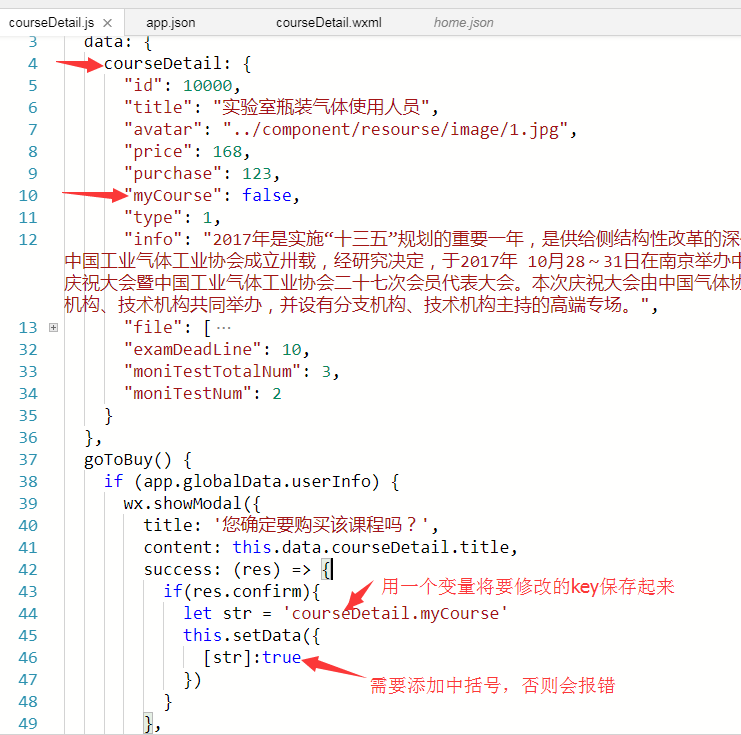 courseDetail.js × app.json courseDetail.wxml home.json
3 data: {
4 courseDetail: {
5 "id": 10000,
6 "title": "实验室瓶装气体使用人员",
7 "avatar": "../component/resourse/image/1.jpg",
8 "price": 168,
9 "purchase": 123,
10 "myCourse": false,
11 "type": 1,
12 "info": "2017年是实施“十三五”规划的重要一年，是供给侧结构性改革的深
中国工业气体工业协会成立卅载，经研究决定，于2017年 10月28～31日在南京举办中
庆祝大会暨中国工业气体工业协会二十七次会员代表大会。本次庆祝大会由中国气体协
机构、技术机构共同举办，并设有分支机构、技术机构主持的高端专场。",
13 "file": [ ···
32 "examDeadLine": 10,
33 "moniTestTotalNum": 3,
34 "moniTestNum": 2
35 }
36 },
37 goToBuy() {
38 if (app.globalData.userInfo) {
39 wx.showModal({
40 title: '您确定要购买该课程吗？',
41 content: this.data.courseDetail.title,
42 success: (res) => {
43 if(res.confirm){ 用一个变量将要修改的key保存起来
44 let str = 'courseDetail.myCourse'
45 this.setData({
46 [str]:true
47 }) 需要添加中括号，否则会报错
48 }
49 },